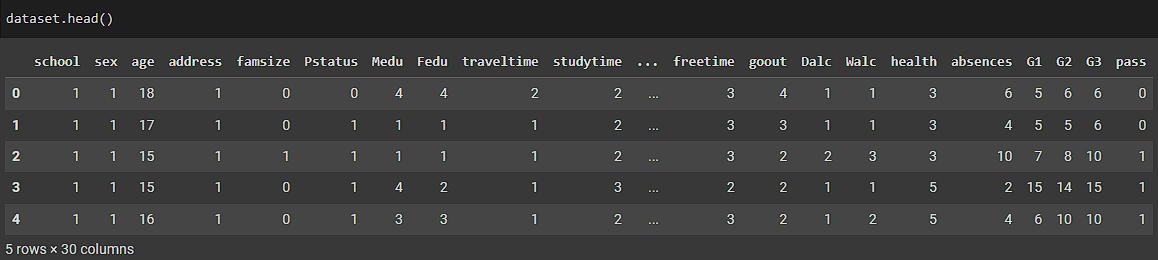 dataset.head()
school sex age address famsize Pstatus Medu Fedu traveltime studytime ... freetime goout Dalc Walc health absences G1 G2 G3 pass
0 1 1 18 1 0 0 4 4 2 2 ... 3 4 1 1 3 6 5 6 6 0
1 1 1 17 1 0 1 1 1 1 2 ... 3 3 1 1 3 4 5 5 6 0
2 1 1 15 1 1 1 1 1 1 2 ... 3 2 2 3 3 10 7 8 10 1
3 1 1 15 1 0 1 4 2 1 3 ... 2 2 1 1 5 2 15 14 15 1
4 1 1 16 1 0 1 3 3 1 2 ... 3 2 1 2 5 4 6 10 10 1
5 rows × 30 columns